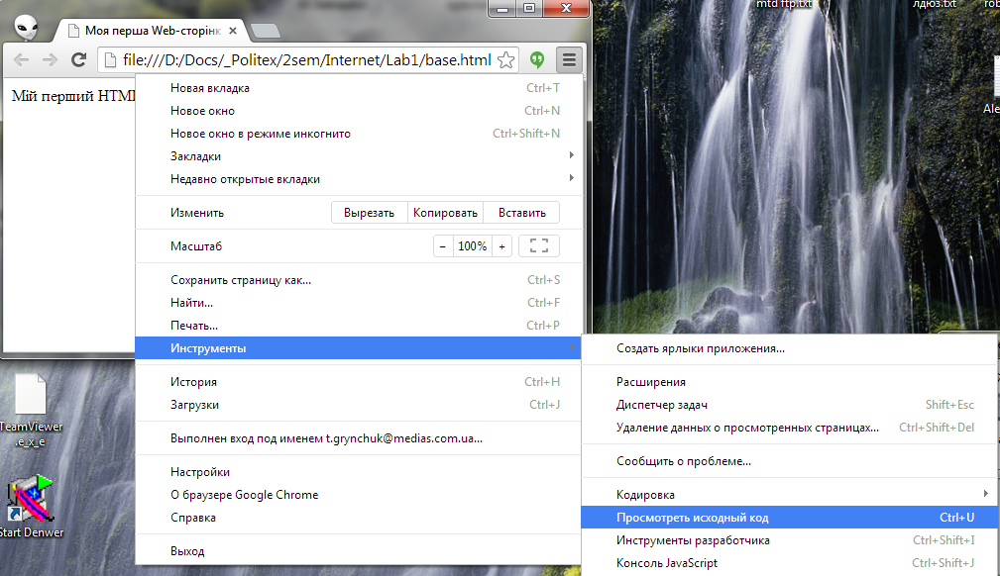 mtd ftp.txt
лдюз.txt
Моя перша Web-сторінк
file:///D:/Docs/_Politex/2sem/Internet/Lab1/base.html
Мій перший HTM
Новая вкладка Ctrl+T
Новое окно Ctrl+N
Новое окно в режиме инкогнито Ctrl+Shift+N
Закладки
Недавно открытые вкладки
Изменить Вырезать Копировать Вставить
Масштаб − 100% +
Сохранить страницу как... Ctrl+S
Найти... Ctrl+F
Печать... Ctrl+P
Инструменты
История Ctrl+H
Загрузки Ctrl+J
Выполнен вход под именем t.grynchuk@medias.com.ua...
Настройки
О браузере Google Chrome
Справка
Выход
Создать ярлыки приложения...
Расширения
Диспетчер задач Shift+Esc
Удаление данных о просмотренных страницах... Ctrl+Shift+Del
Сообщить о проблеме...
Кодировка
Просмотреть исходный код Ctrl+U
Инструменты разработчика Ctrl+Shift+I
Консоль JavaScript Ctrl+Shift+J
TeamViewer
.e_x_e
Start Denwer
Ale